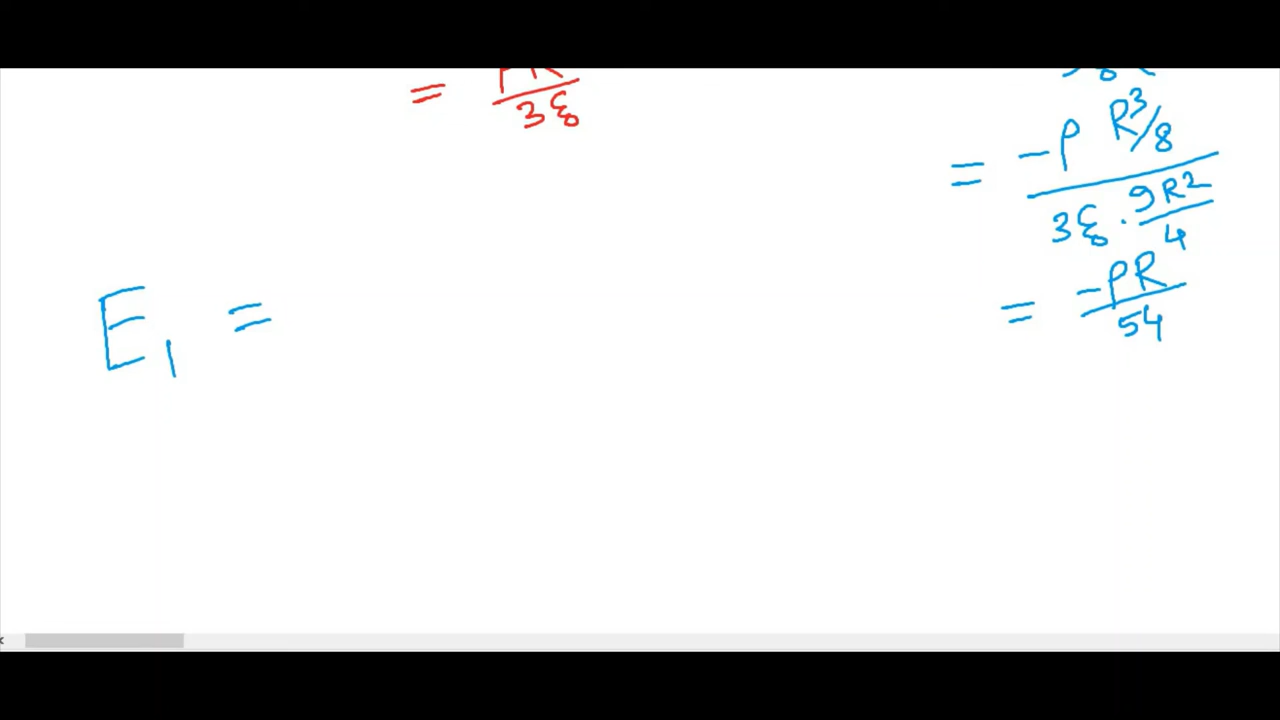 = ρR/3ε₀
= -ρ R³/8
3ε₀ · 9R²/4
= -ρR/54
E₁ =